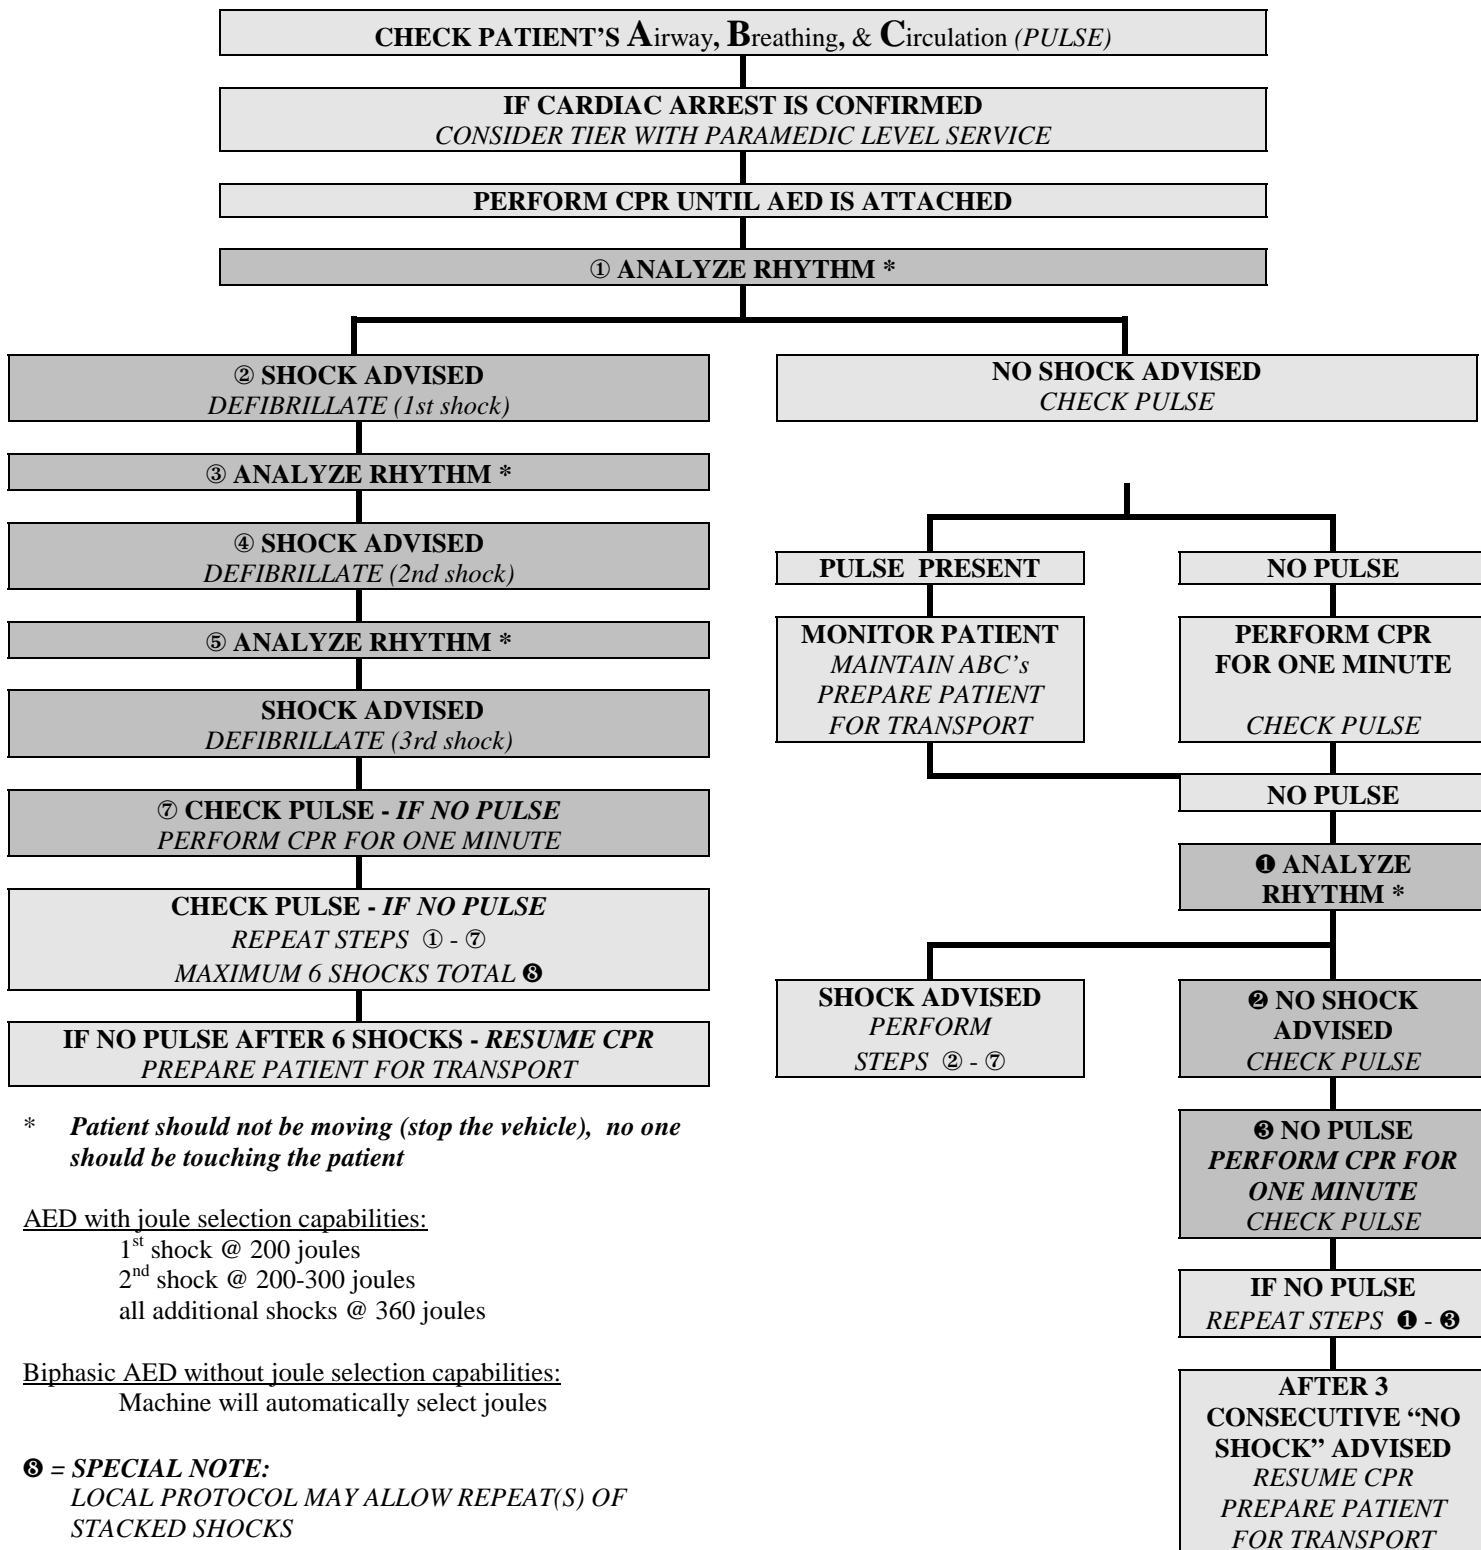 CHECK PATIENT'S Airway, Breathing, & Circulation (PULSE)
IF CARDIAC ARREST IS CONFIRMED
CONSIDER TIER WITH PARAMEDIC LEVEL SERVICE
PERFORM CPR UNTIL AED IS ATTACHED
① ANALYZE RHYTHM *
② SHOCK ADVISED
DEFIBRILLATE (1st shock)
③ ANALYZE RHYTHM *
④ SHOCK ADVISED
DEFIBRILLATE (2nd shock)
⑤ ANALYZE RHYTHM *
SHOCK ADVISED
DEFIBRILLATE (3rd shock)
⑦ CHECK PULSE - IF NO PULSE
PERFORM CPR FOR ONE MINUTE
CHECK PULSE - IF NO PULSE
REPEAT STEPS ① - ⑦
MAXIMUM 6 SHOCKS TOTAL ❽
IF NO PULSE AFTER 6 SHOCKS - RESUME CPR
PREPARE PATIENT FOR TRANSPORT
* Patient should not be moving (stop the vehicle), no one
should be touching the patient
AED with joule selection capabilities:
1st shock @ 200 joules
2nd shock @ 200-300 joules
all additional shocks @ 360 joules
Biphasic AED without joule selection capabilities:
Machine will automatically select joules
❽ = SPECIAL NOTE:
LOCAL PROTOCOL MAY ALLOW REPEAT(S) OF
STACKED SHOCKS
NO SHOCK ADVISED
CHECK PULSE
PULSE PRESENT
MONITOR PATIENT
MAINTAIN ABC's
PREPARE PATIENT
FOR TRANSPORT
NO PULSE
PERFORM CPR
FOR ONE MINUTE
CHECK PULSE
NO PULSE
❶ ANALYZE
RHYTHM *
SHOCK ADVISED
PERFORM
STEPS ② - ⑦
❷ NO SHOCK
ADVISED
CHECK PULSE
❸ NO PULSE
PERFORM CPR FOR
ONE MINUTE
CHECK PULSE
IF NO PULSE
REPEAT STEPS ❶ - ❸
AFTER 3
CONSECUTIVE “NO
SHOCK” ADVISED
RESUME CPR
PREPARE PATIENT
FOR TRANSPORT